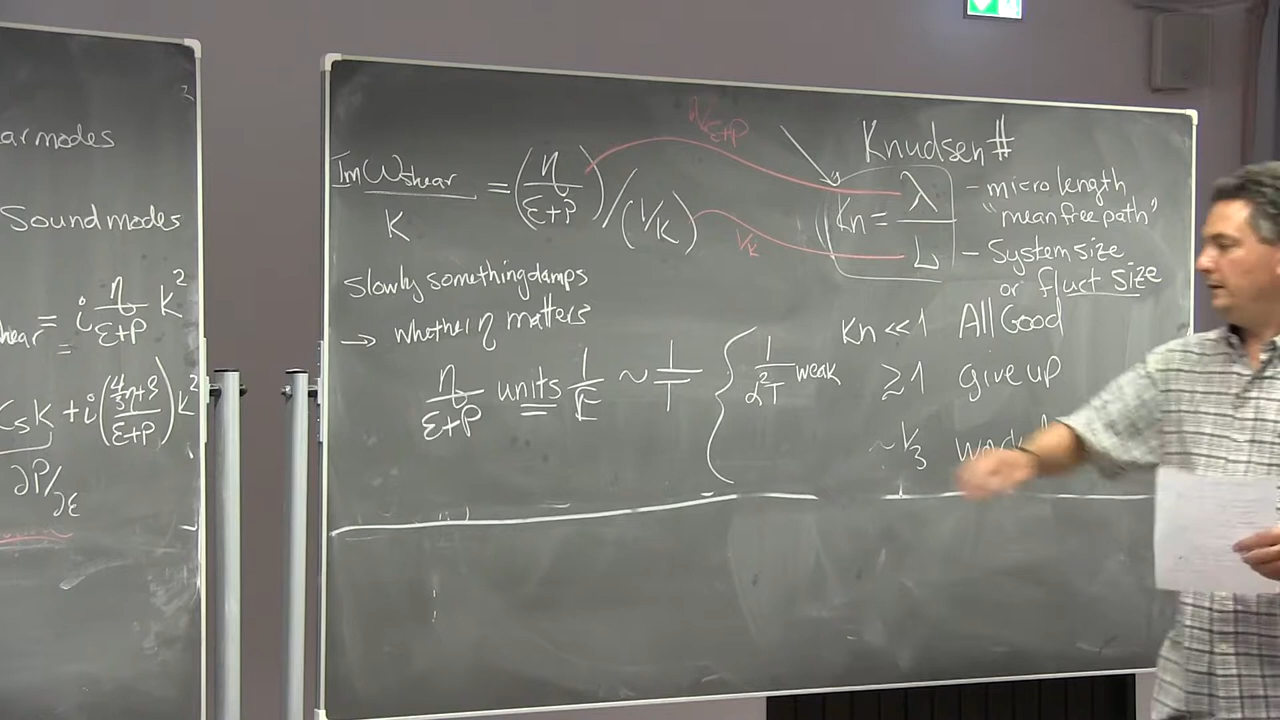 ar modes
Sound modes
hear = i η/(ε+P) k²
Csk + i((4/3 η+ζ)/(ε+P))k²
∂P/∂ε
Im ωshear / K = (η/(ε+P))/(1/K)
η/ε+P
1/K
Slowly something damps
→ Whether η matters
η/(ε+P) units 1/E ~ 1/T { 1/(α²T) weak
Knudsen #
Kn = λ/L
- micro length
"mean free path"
- System size
or fluct size
Kn << 1 All Good
≳ 1 give up
~ 1/3